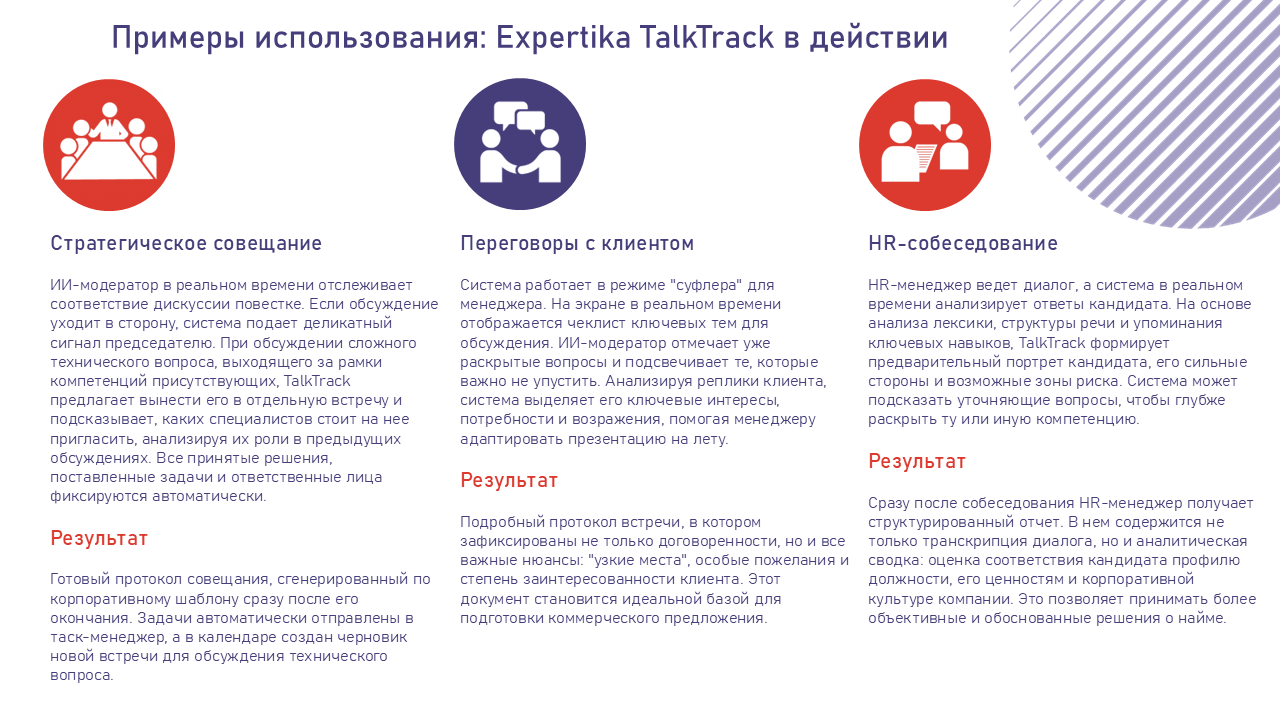 Примеры использования: Expertika TalkTrack в действии
Стратегическое совещание
ИИ-модератор в реальном времени отслеживает
соответствие дискуссии повестке. Если обсуждение
уходит в сторону, система подает деликатный
сигнал председателю. При обсуждении сложного
технического вопроса, выходящего за рамки
компетенций присутствующих, TalkTrack
предлагает вынести его в отдельную встречу и
подсказывает, каких специалистов стоит на нее
пригласить, анализируя их роли в предыдущих
обсуждениях. Все принятые решения,
поставленные задачи и ответственные лица
фиксируются автоматически.
Результат
Готовый протокол совещания, сгенерированный по
корпоративному шаблону сразу после его
окончания. Задачи автоматически отправлены в
таск-менеджер, а в календаре создан черновик
новой встречи для обсуждения технического
вопроса.
Переговоры с клиентом
Система работает в режиме "суфлера" для
менеджера. На экране в реальном времени
отображается чеклист ключевых тем для
обсуждения. ИИ-модератор отмечает уже
раскрытые вопросы и подсвечивает те, которые
важно не упустить. Анализируя реплики клиента,
система выделяет его ключевые интересы,
потребности и возражения, помогая менеджеру
адаптировать презентацию на лету.
Результат
Подробный протокол встречи, в котором
зафиксированы не только договоренности, но и все
важные нюансы: "узкие места", особые пожелания и
степень заинтересованности клиента. Этот
документ становится идеальной базой для
подготовки коммерческого предложения.
HR-собеседование
HR-менеджер ведет диалог, а система в реальном
времени анализирует ответы кандидата. На основе
анализа лексики, структуры речи и упоминания
ключевых навыков, TalkTrack формирует
предварительный портрет кандидата, его сильные
стороны и возможные зоны риска. Система может
подсказать уточняющие вопросы, чтобы глубже
раскрыть ту или иную компетенцию.
Результат
Сразу после собеседования HR-менеджер получает
структурированный отчет. В нем содержится не
только транскрипция диалога, но и аналитическая
сводка: оценка соответствия кандидата профилю
должности, его ценностям и корпоративной
культуре компании. Это позволяет принимать более
объективные и обоснованные решения о найме.